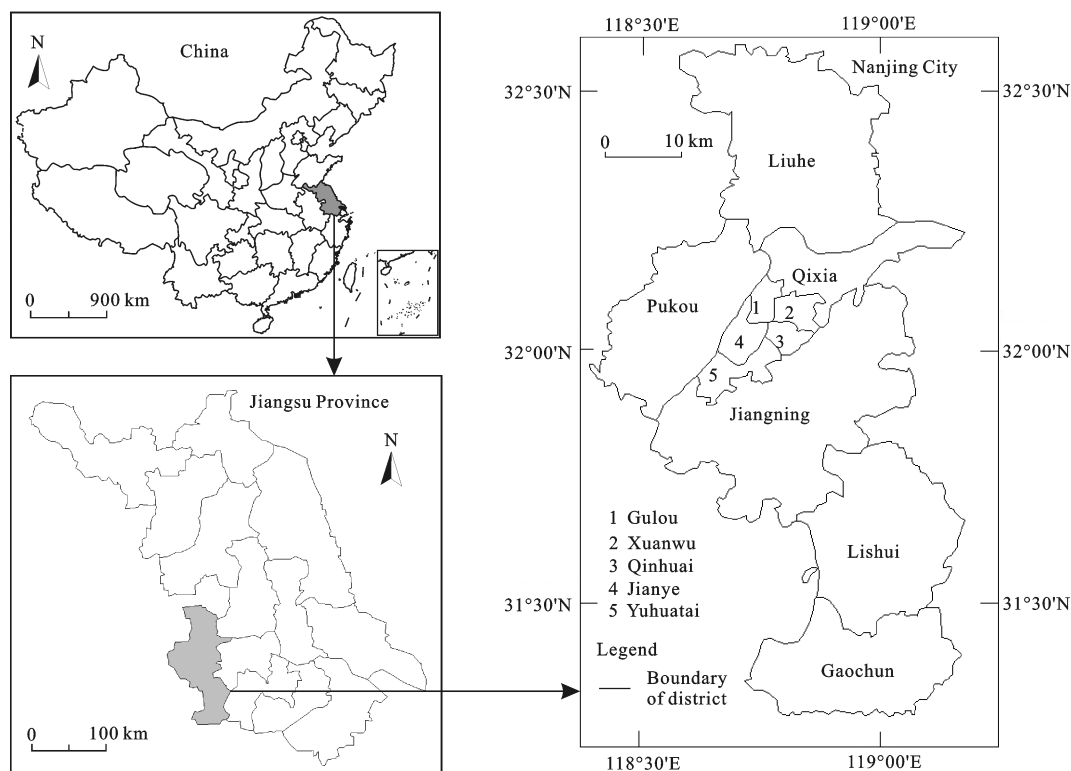 N
China
0 900 km
Jiangsu Province
N
0 100 km
118°30'E 119°00'E
Nanjing City
32°30'N 32°30'N
0 10 km
Liuhe
Qixia
Pukou
1
2
3
4
5
32°00'N 32°00'N
Jiangning
1 Gulou
2 Xuanwu
3 Qinhuai
4 Jianye
5 Yuhuatai
Lishui
31°30'N 31°30'N
Legend
Boundary
of district
Gaochun
118°30'E 119°00'E